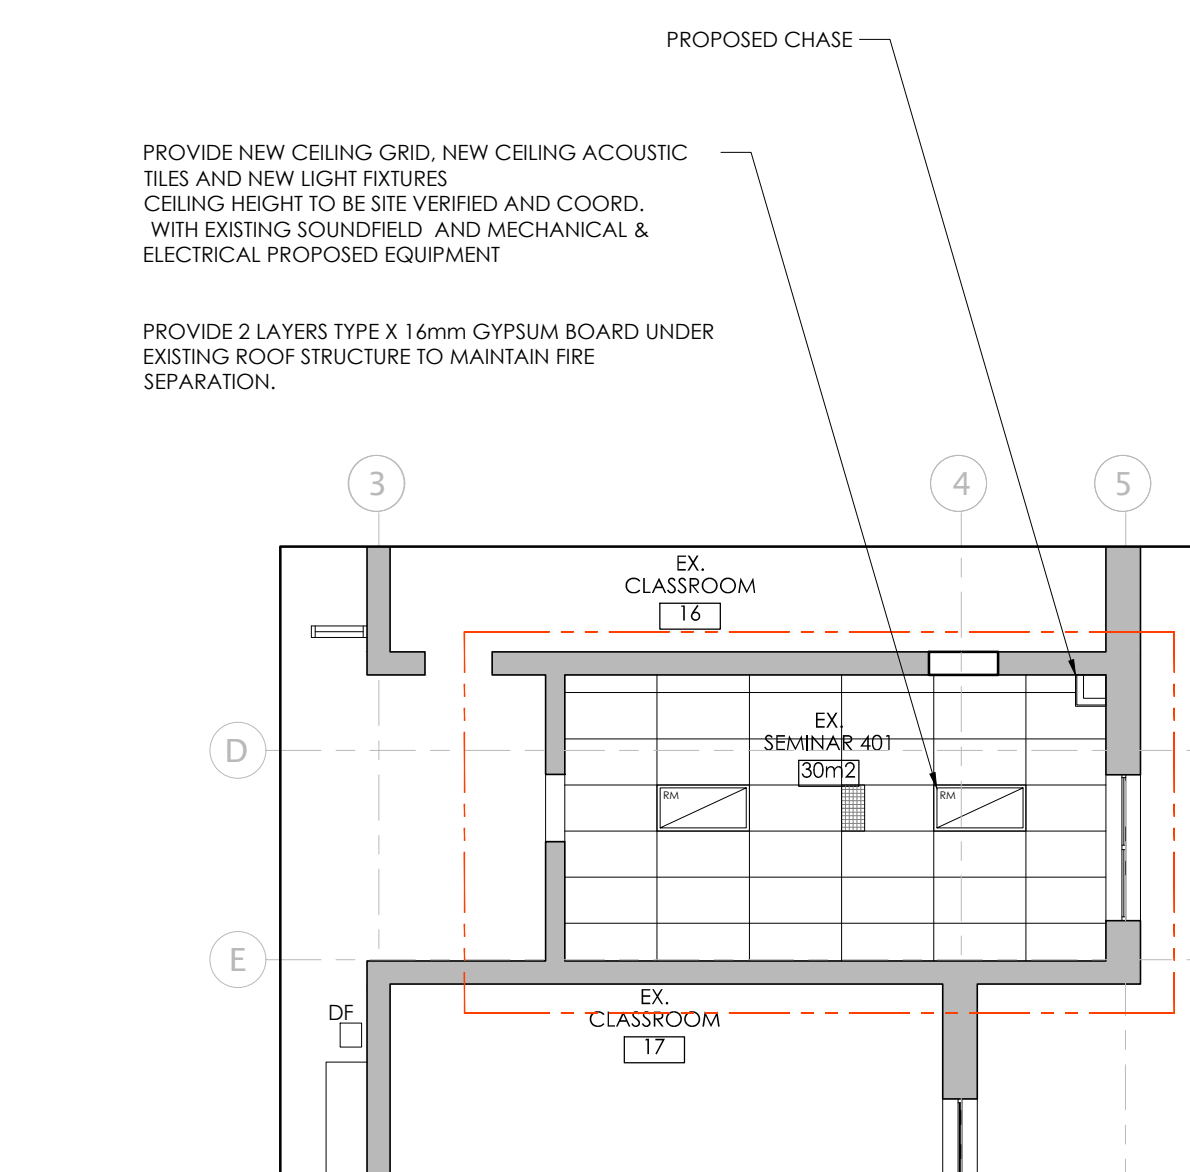 PROPOSED CHASE
PROVIDE NEW CEILING GRID, NEW CEILING ACOUSTIC
TILES AND NEW LIGHT FIXTURES
CEILING HEIGHT TO BE SITE VERIFIED AND COORD.
WITH EXISTING SOUNDFIELD AND MECHANICAL &
ELECTRICAL PROPOSED EQUIPMENT
PROVIDE 2 LAYERS TYPE X 16mm GYPSUM BOARD UNDER
EXISTING ROOF STRUCTURE TO MAINTAIN FIRE
SEPARATION.
3
4
5
EX.
CLASSROOM
16
D
EX.
SEMINAR 401
30m2
RM
RM
E
EX.
CLASSROOM
17
DF